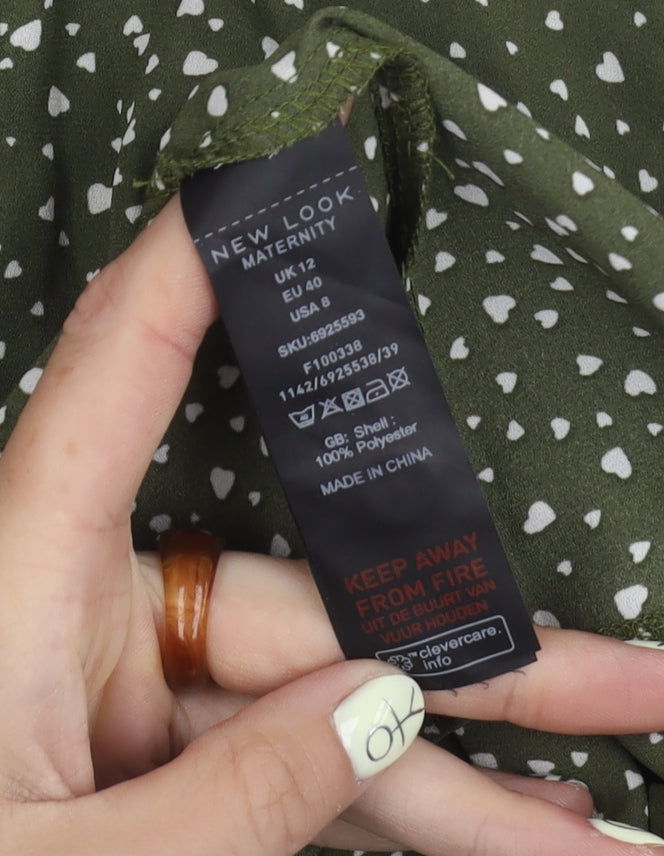 NEW LOOK
MATERNITY
UK 12
EU 40
USA 8
SKU:6925593
F100338
1142/6925538/39
GB: Shell :
100% Polyester
MADE IN CHINA
KEEP AWAY
FROM FIRE
UIT DE BUURT VAN
VUUR HOUDEN
clevercare.
info